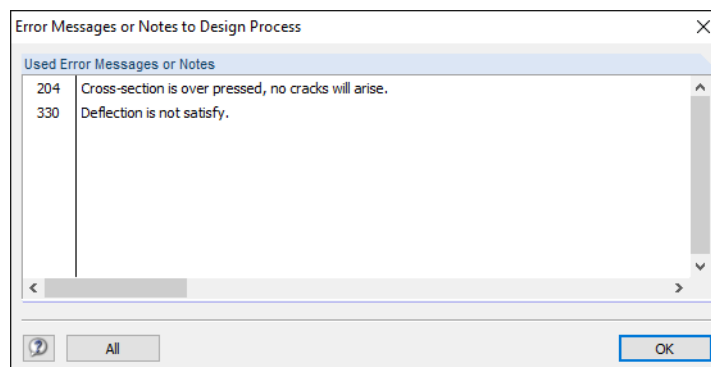 Error Messages or Notes to Design Process
Used Error Messages or Notes
204 Cross-section is over pressed, no cracks will arise.
330 Deflection is not satisfy.
All
OK